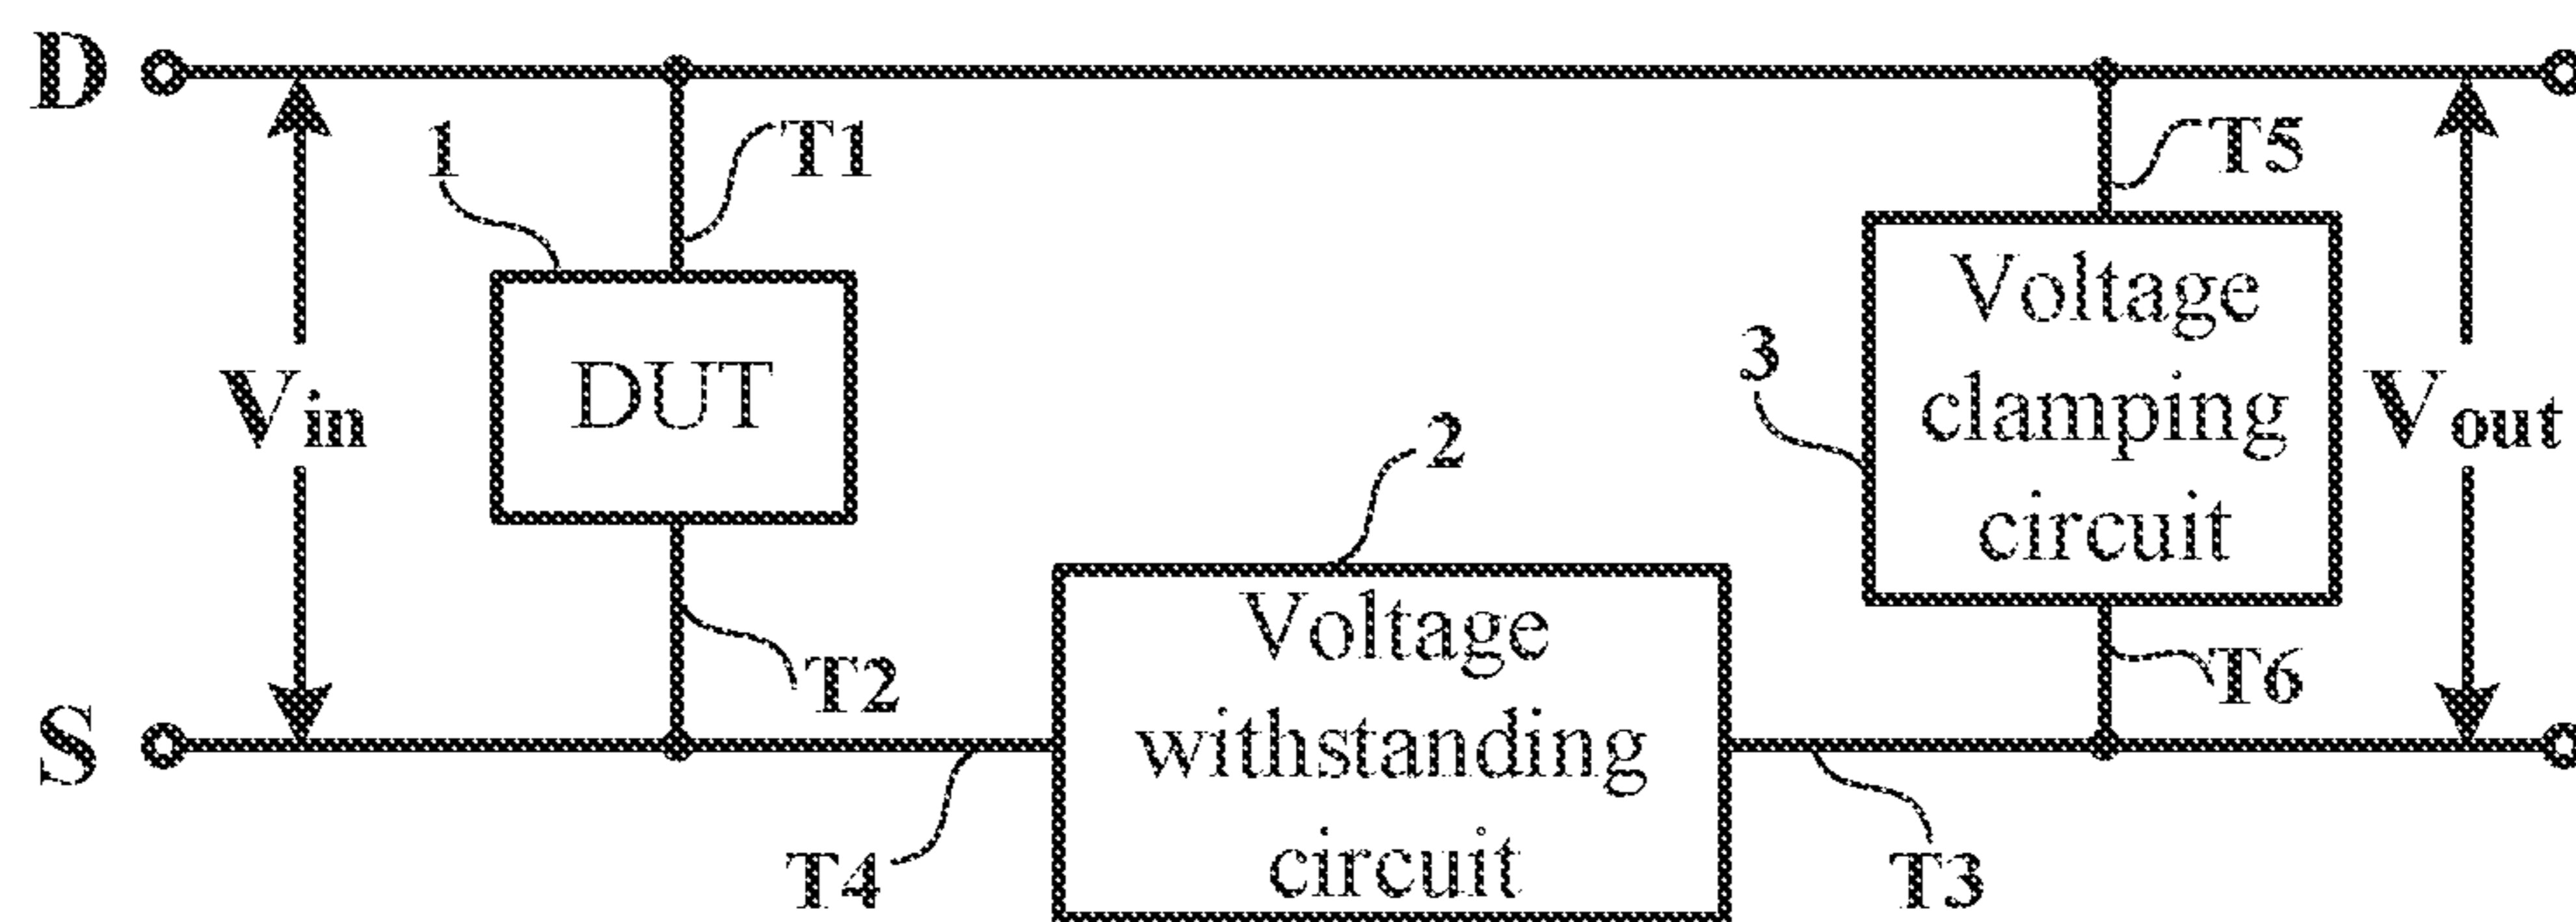 D
1
T1
T5
Vin
DUT
3
Voltage
clamping
circuit
Vout
2
Voltage
withstanding
circuit
T2
T6
S
T4
T3